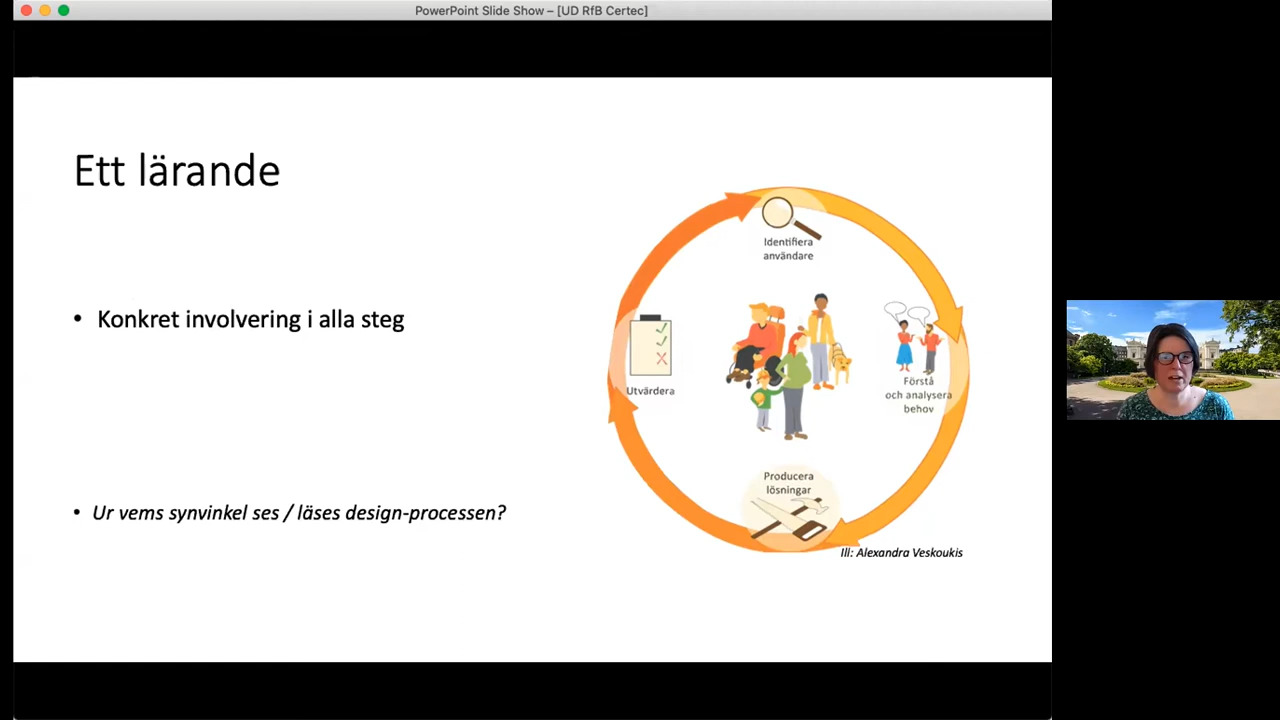 PowerPoint Slide Show – [UD RfB Certec]
Ett lärande
• Konkret involvering i alla steg
• Ur vems synvinkel ses / läses design-processen?
Identifiera
användare
Förstå
och analysera
behov
Producera
lösningar
Utvärdera
Ill: Alexandra Veskoukis